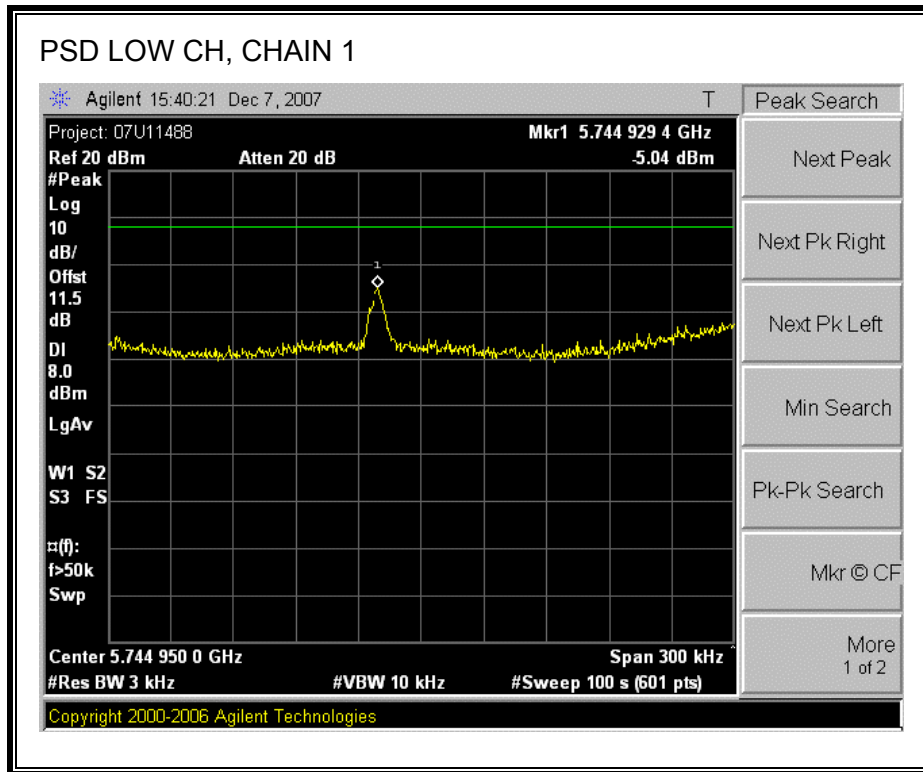 PSD LOW CH, CHAIN 1
Agilent 15:40:21 Dec 7, 2007 T
Peak Search
Project: 07U11488 Mkr1 5.744 929 4 GHz
Ref 20 dBm Atten 20 dB -5.04 dBm
#Peak
Log
10
dB/
Offst
11.5
dB
DI
8.0
dBm
LgAv
W1 S2
S3 FS
¤(f):
f>50k
Swp
1
Center 5.744 950 0 GHz Span 300 kHz ^
#Res BW 3 kHz #VBW 10 kHz #Sweep 100 s (601 pts)
Copyright 2000-2006 Agilent Technologies
Next Peak
Next Pk Right
Next Pk Left
Min Search
Pk-Pk Search
Mkr © CF
More
1 of 2